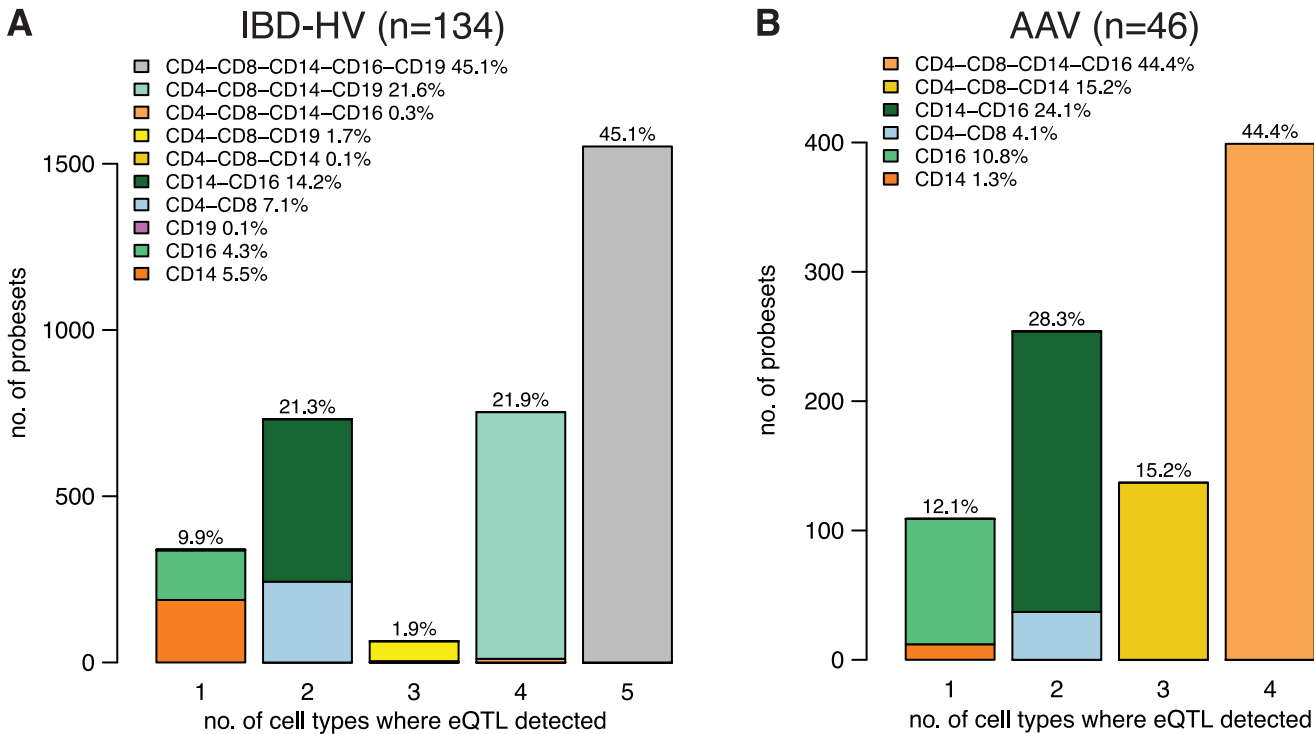 A
IBD-HV (n=134)
CD4–CD8–CD14–CD16–CD19 45.1%
CD4–CD8–CD14–CD19 21.6%
CD4–CD8–CD14–CD16 0.3%
CD4–CD8–CD19 1.7%
CD4–CD8–CD14 0.1%
CD14–CD16 14.2%
CD4–CD8 7.1%
CD19 0.1%
CD16 4.3%
CD14 5.5%
no. of probesets
1500
1000
500
0
9.9%
21.3%
1.9%
21.9%
45.1%
1 2 3 4 5
no. of cell types where eQTL detected
B
AAV (n=46)
CD4–CD8–CD14–CD16 44.4%
CD4–CD8–CD14 15.2%
CD14–CD16 24.1%
CD4–CD8 4.1%
CD16 10.8%
CD14 1.3%
no. of probesets
400
300
200
100
0
12.1%
28.3%
15.2%
44.4%
1 2 3 4
no. of cell types where eQTL detected